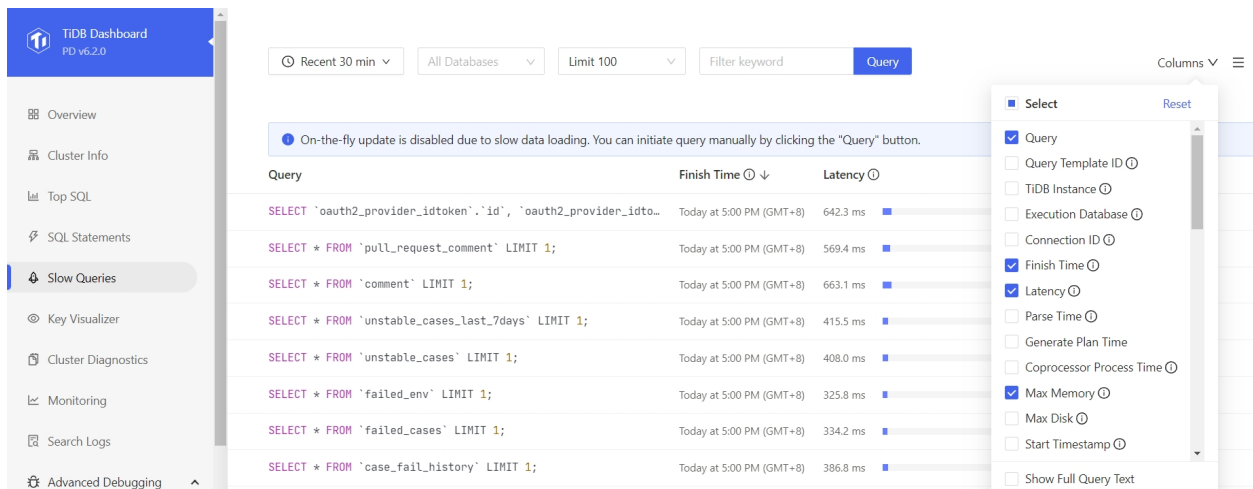 TiDB Dashboard
PD v6.2.0
Overview
Cluster Info
Top SQL
SQL Statements
Slow Queries
Key Visualizer
Cluster Diagnostics
Monitoring
Search Logs
Advanced Debugging
Recent 30 min
All Databases
Limit 100
Filter keyword
Query
Columns
On-the-fly update is disabled due to slow data loading. You can initiate query manually by clicking the "Query" button.
Query Finish Time Latency
SELECT `oauth2_provider_idtoken`.`id`, `oauth2_provider_idto... Today at 5:00 PM (GMT+8) 642.3 ms
SELECT * FROM `pull_request_comment` LIMIT 1; Today at 5:00 PM (GMT+8) 569.4 ms
SELECT * FROM `comment` LIMIT 1; Today at 5:00 PM (GMT+8) 663.1 ms
SELECT * FROM `unstable_cases_last_7days` LIMIT 1; Today at 5:00 PM (GMT+8) 415.5 ms
SELECT * FROM `unstable_cases` LIMIT 1; Today at 5:00 PM (GMT+8) 408.0 ms
SELECT * FROM `failed_env` LIMIT 1; Today at 5:00 PM (GMT+8) 325.8 ms
SELECT * FROM `failed_cases` LIMIT 1; Today at 5:00 PM (GMT+8) 334.2 ms
SELECT * FROM `case_fail_history` LIMIT 1; Today at 5:00 PM (GMT+8) 386.8 ms
Select Reset
Query
Query Template ID
TiDB Instance
Execution Database
Connection ID
Finish Time
Latency
Parse Time
Generate Plan Time
Coprocessor Process Time
Max Memory
Max Disk
Start Timestamp
Show Full Query Text